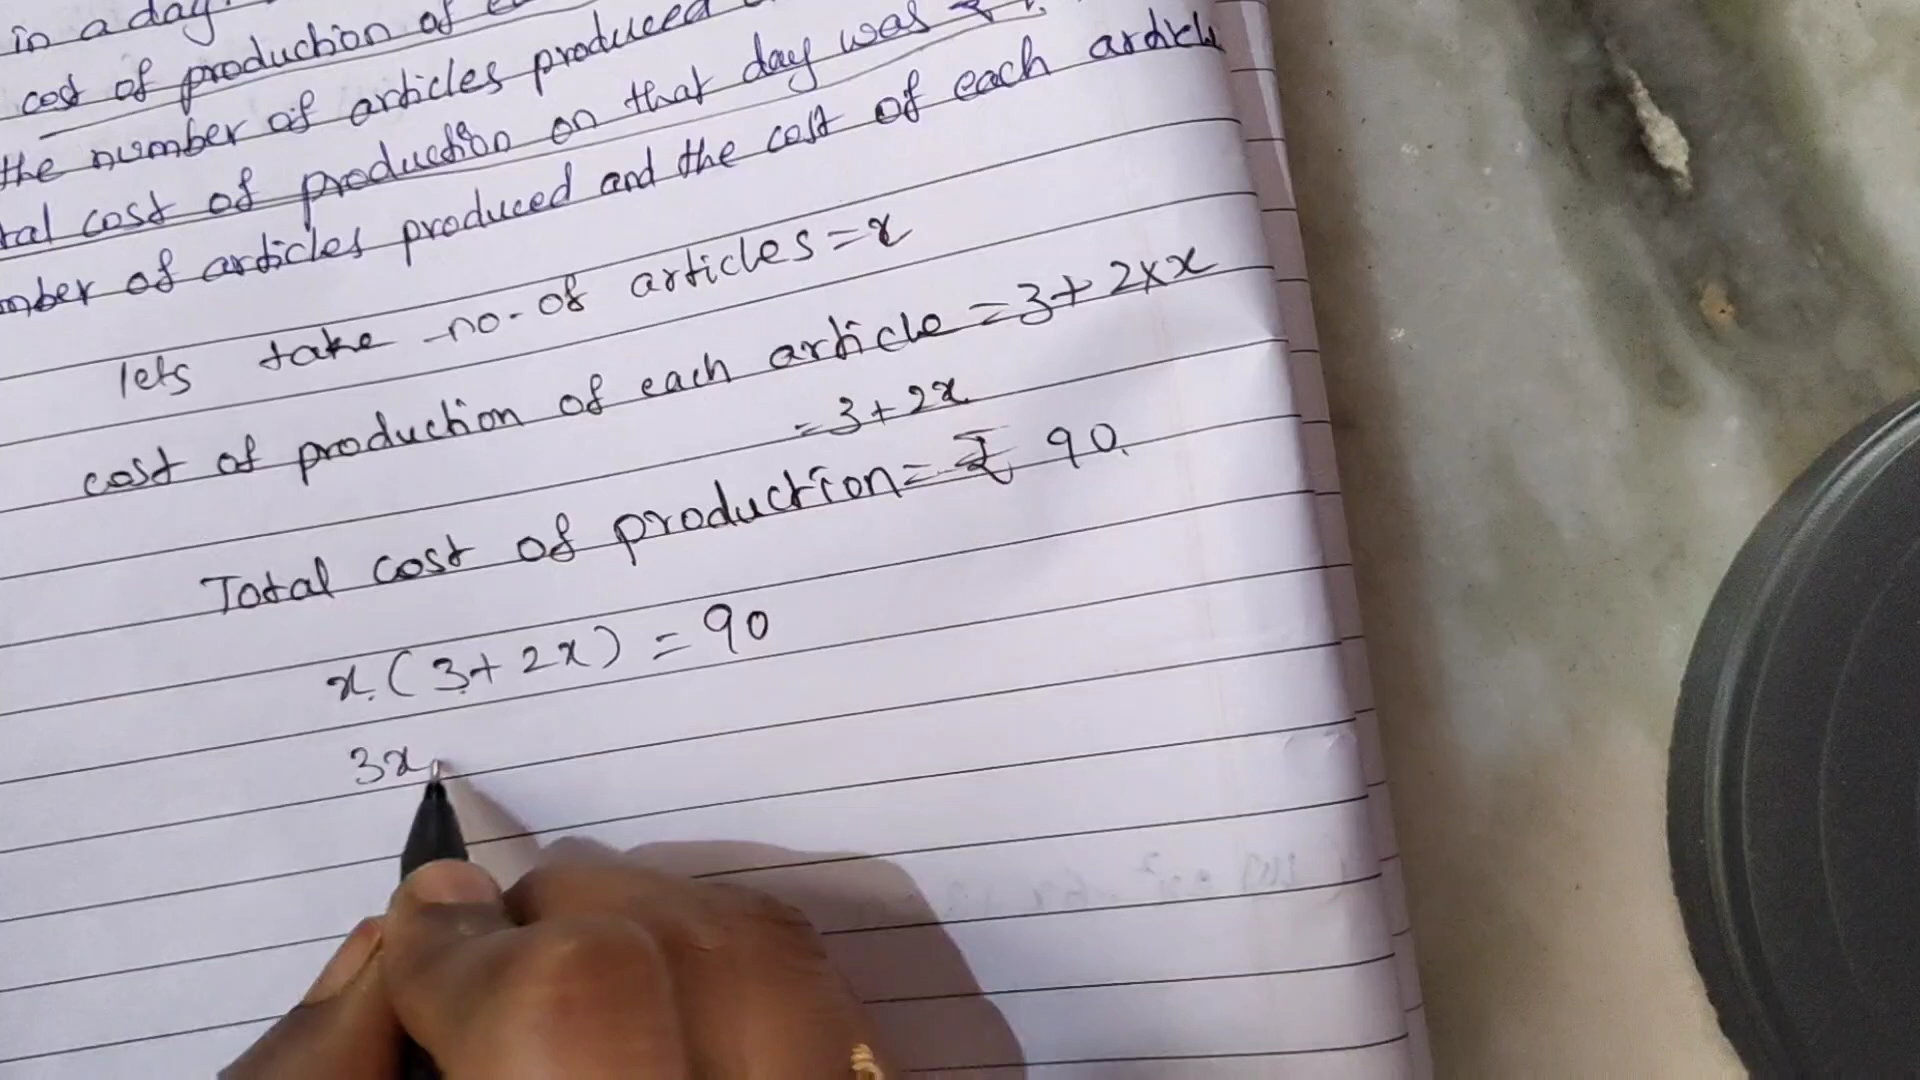 in a day
cost of production of
the number of articles produced
tal cost of production on that day was ₹
mber of articles produced and the cost of each article
lets take no. of articles = x
cost of production of each article = 3 + 2 x x
= 3 + 2x
Total cost of production = ₹ 90.
x (3 + 2x) = 90
3x